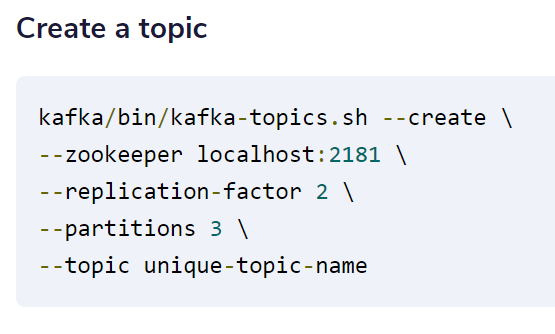 Create a topic
kafka/bin/kafka-topics.sh --create \
--zookeeper localhost:2181 \
--replication-factor 2 \
--partitions 3 \
--topic unique-topic-name